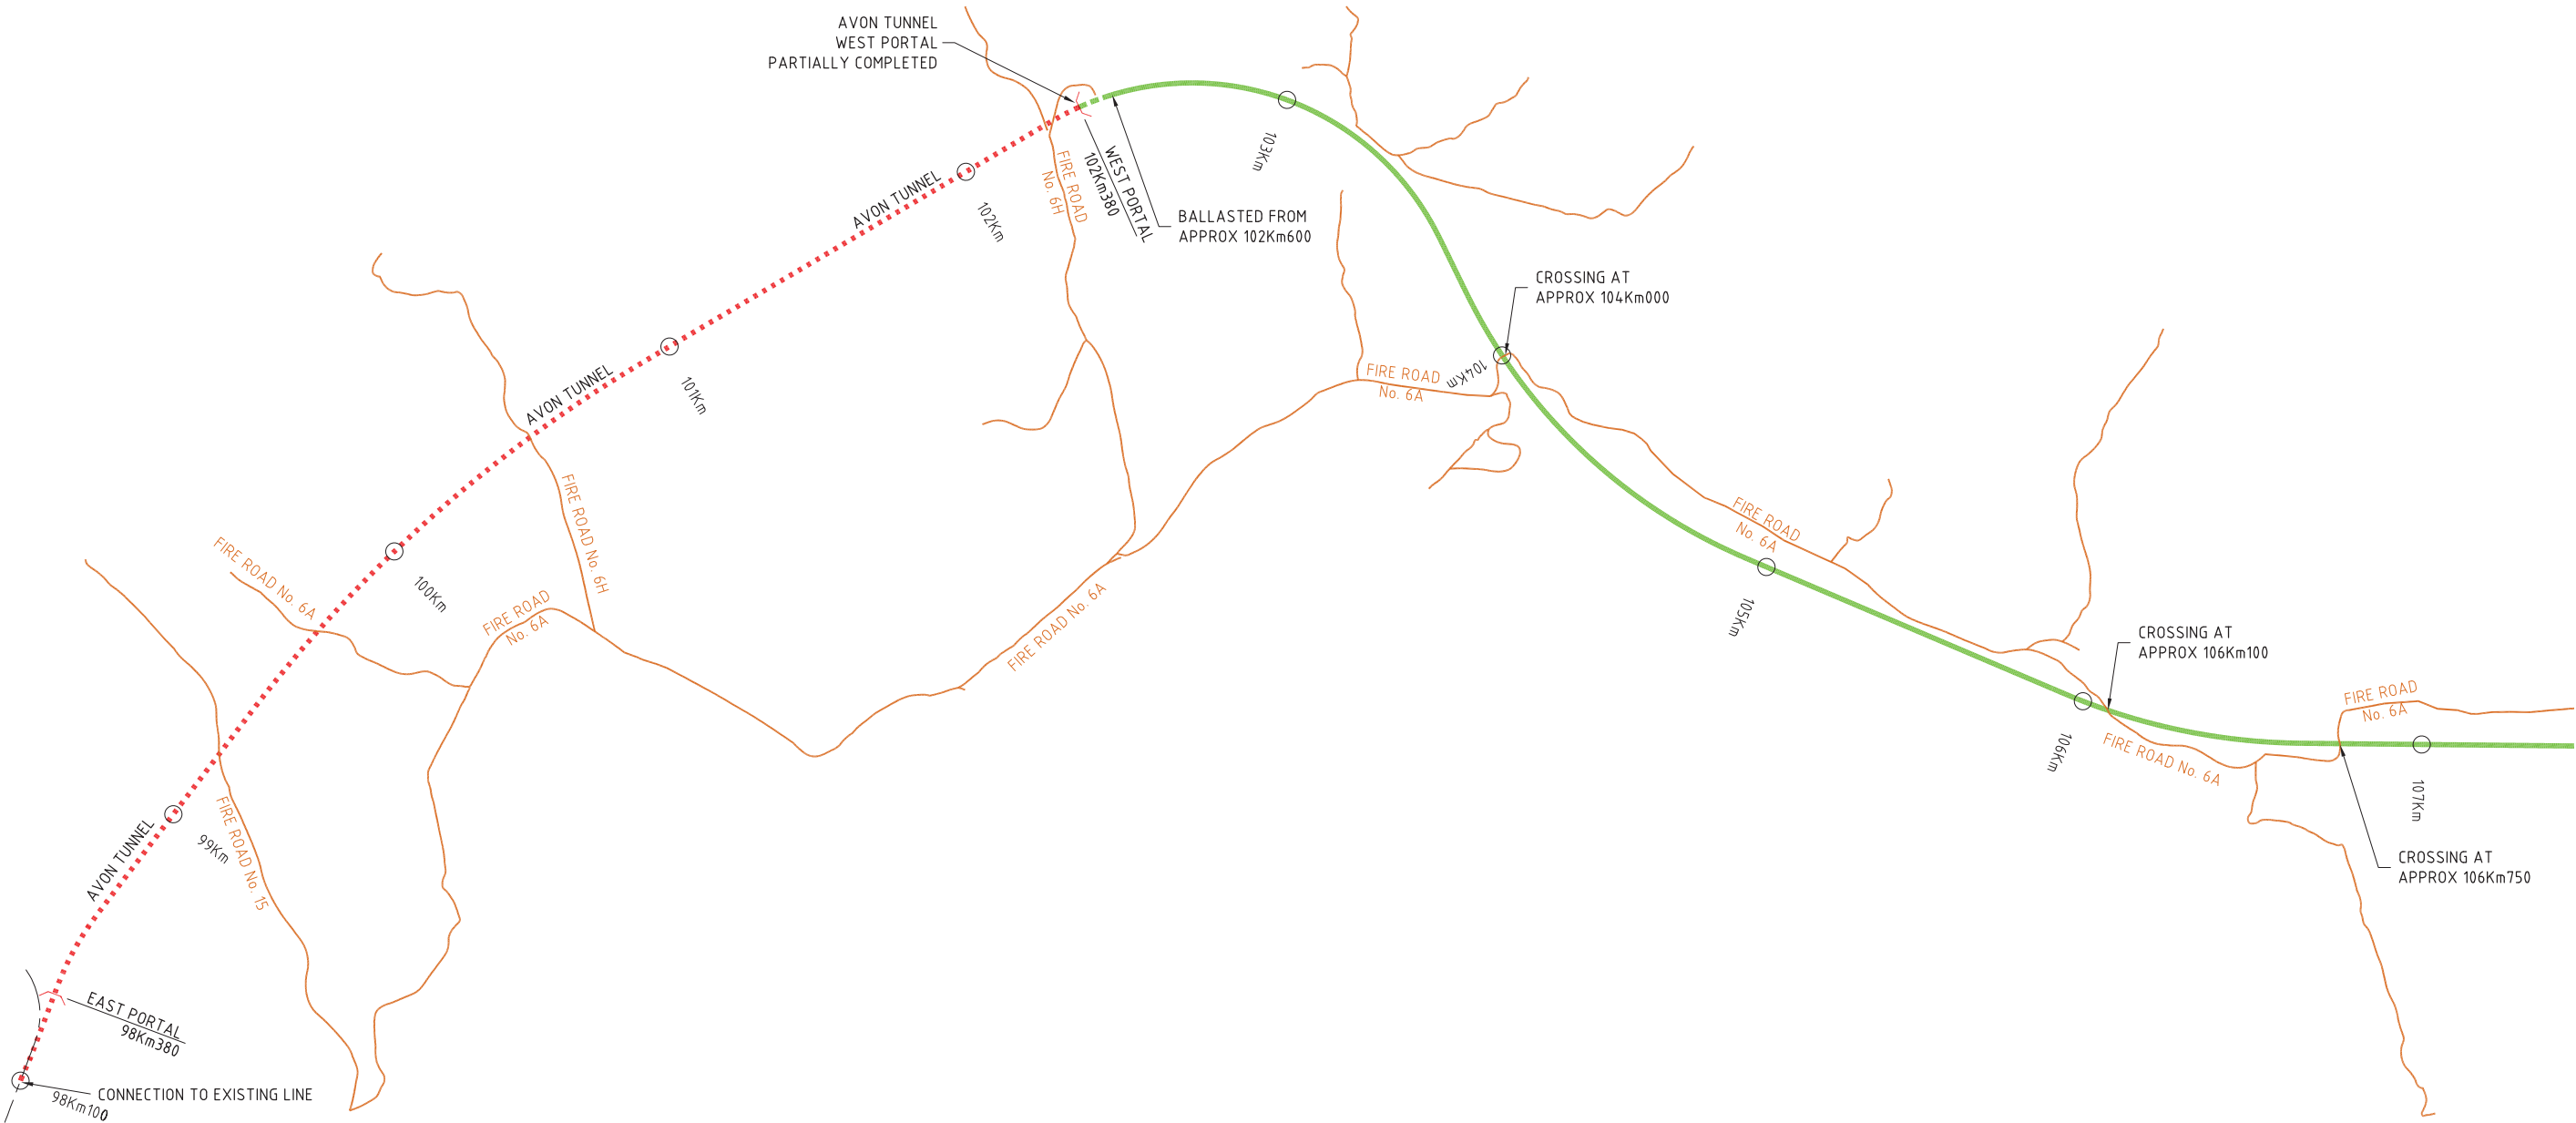 AVON TUNNEL
WEST PORTAL
PARTIALLY COMPLETED
103Km
AVON TUNNEL
102Km
FIRE ROAD
No. 6H
WEST PORTAL
102Km380
BALLASTED FROM
APPROX 102Km600
CROSSING AT
APPROX 104Km000
104Km
FIRE ROAD
No. 6A
AVON TUNNEL
101Km
FIRE ROAD No. 6H
FIRE ROAD
No. 6A
FIRE ROAD No. 6A
100Km
FIRE ROAD
No. 6A
FIRE ROAD No. 6A
105Km
CROSSING AT
APPROX 106Km100
FIRE ROAD
No. 6A
106Km
FIRE ROAD No. 6A
107Km
AVON TUNNEL
99Km
FIRE ROAD No. 15
CROSSING AT
APPROX 106Km750
EAST PORTAL
98Km380
CONNECTION TO EXISTING LINE
98Km100